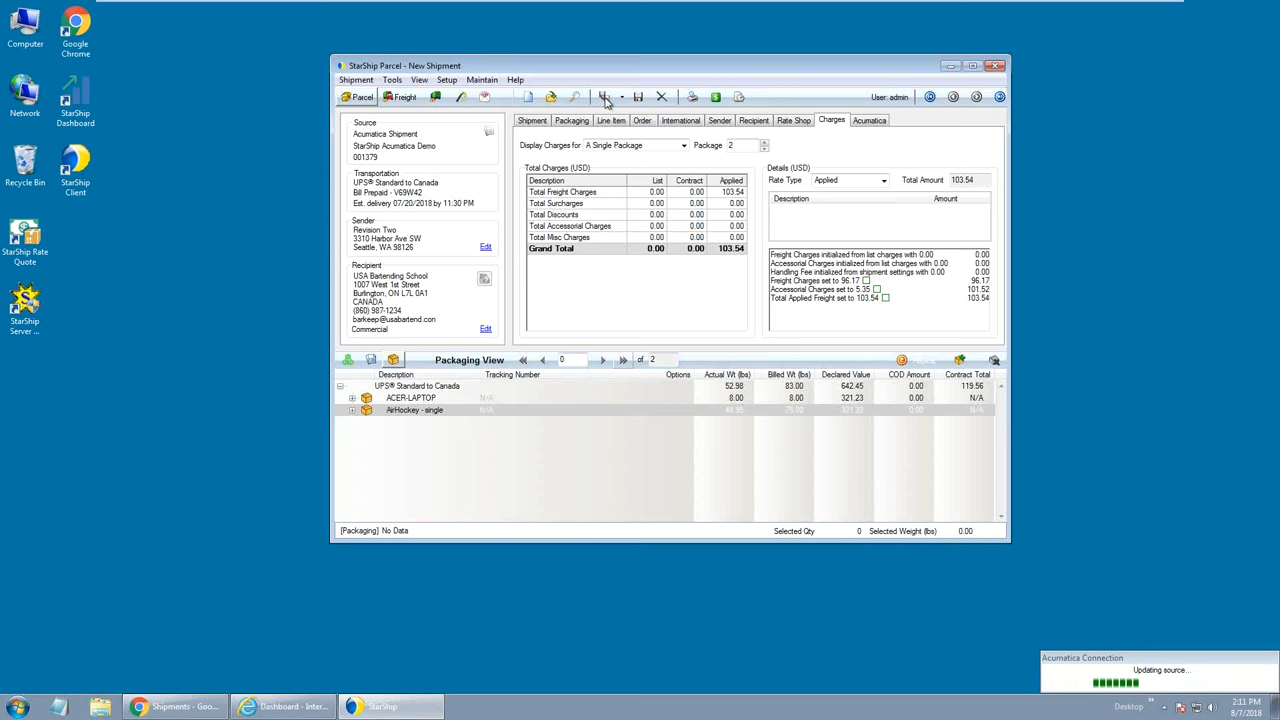 Computer
Google
Chrome
Network
StarShip
Dashboard
Recycle Bin
StarShip
Client
StarShip Rate
Quote
StarShip
Server ...
StarShip Parcel - New Shipment
Shipment Tools View Setup Maintain Help
Parcel Freight User: admin
Source
Acumatica Shipment
StarShip Acumatica Demo
001379
Transportation
UPS® Standard to Canada
Bill Prepaid - V69W42
Est. delivery 07/20/2018 by 11:30 PM
Sender
Revision Two
3310 Harbor Ave SW
Seattle, WA 98126
Edit
Recipient
USA Bartending School
1007 West 1st Street
Burlington, ON L7L 0A1
CANADA
(860) 987-1234
barkeep@usabartend.con
Commercial
Edit
Shipment Packaging Line Item Order International Sender Recipient Rate Shop Charges Acumatica
Display Charges for A Single Package Package 2
Total Charges (USD)
Description List Contract Applied
Total Freight Charges 0.00 0.00 103.54
Total Surcharges 0.00 0.00 0.00
Total Discounts 0.00 0.00 0.00
Total Accessorial Charges 0.00 0.00 0.00
Total Misc Charges 0.00 0.00 0.00
Grand Total 0.00 0.00 103.54
Details (USD)
Rate Type Applied Total Amount 103.54
Description Amount
Freight Charges initialized from list charges with 0.00 0.00
Accessorial Charges initialized from list charges with 0.00 0.00
Handling Fee initialized from shipment settings with 0.00 0.00
Freight Charges set to 96.17 96.17
Accessorial Charges set to 5.35 101.52
Total Applied Freight set to 103.54 103.54
Packaging View 0 of 2
Description Tracking Number Options Actual Wt (lbs) Billed Wt (lbs) Declared Value COD Amount Contract Total
UPS® Standard to Canada 52.98 83.00 642.45 0.00 119.56
ACER-LAPTOP N/A 8.00 8.00 321.23 0.00 N/A
AirHockey - single N/A 44.99 75.00 321.22 0.00 N/A
[Packaging] No Data Selected Qty 0 Selected Weight (lbs) 0.00
Acumatica Connection
Updating source...
Shipments - Goo...
Dashboard - Inter...
StarShip
Desktop
2:11 PM
8/7/2018